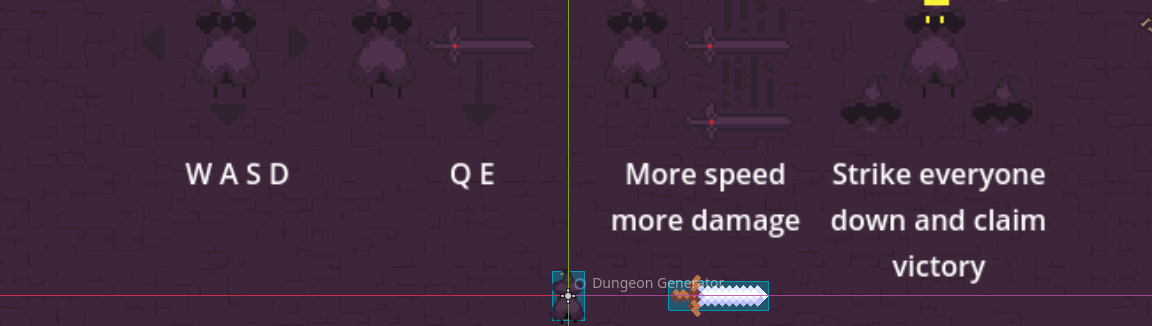 W A S D
Q E
More speed
more damage
Strike everyone
down and claim
victory
Dungeon Generator